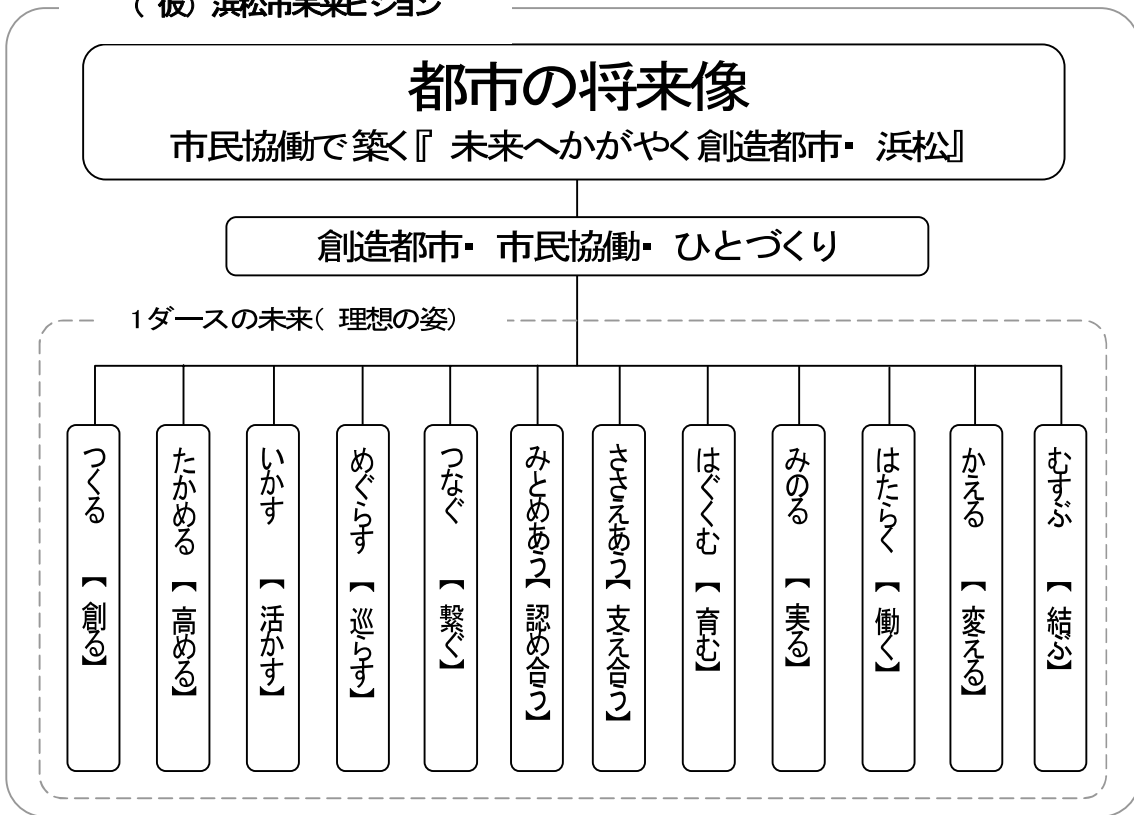 （仮）浜松市未来ビジョン
都市の将来像
市民協働で築く『未来へかがやく創造都市・浜松』
創造都市・市民協働・ひとづくり
1ダースの未来（理想の姿）
つくる【創る】
たかめる【高める】
いかす【活かす】
めぐらす【巡らす】
つなぐ【繋ぐ】
みとめあう【認め合う】
ささえあう【支え合う】
はぐくむ【育む】
みのる【実る】
はたらく【働く】
かえる【変える】
むすぶ【結ぶ】